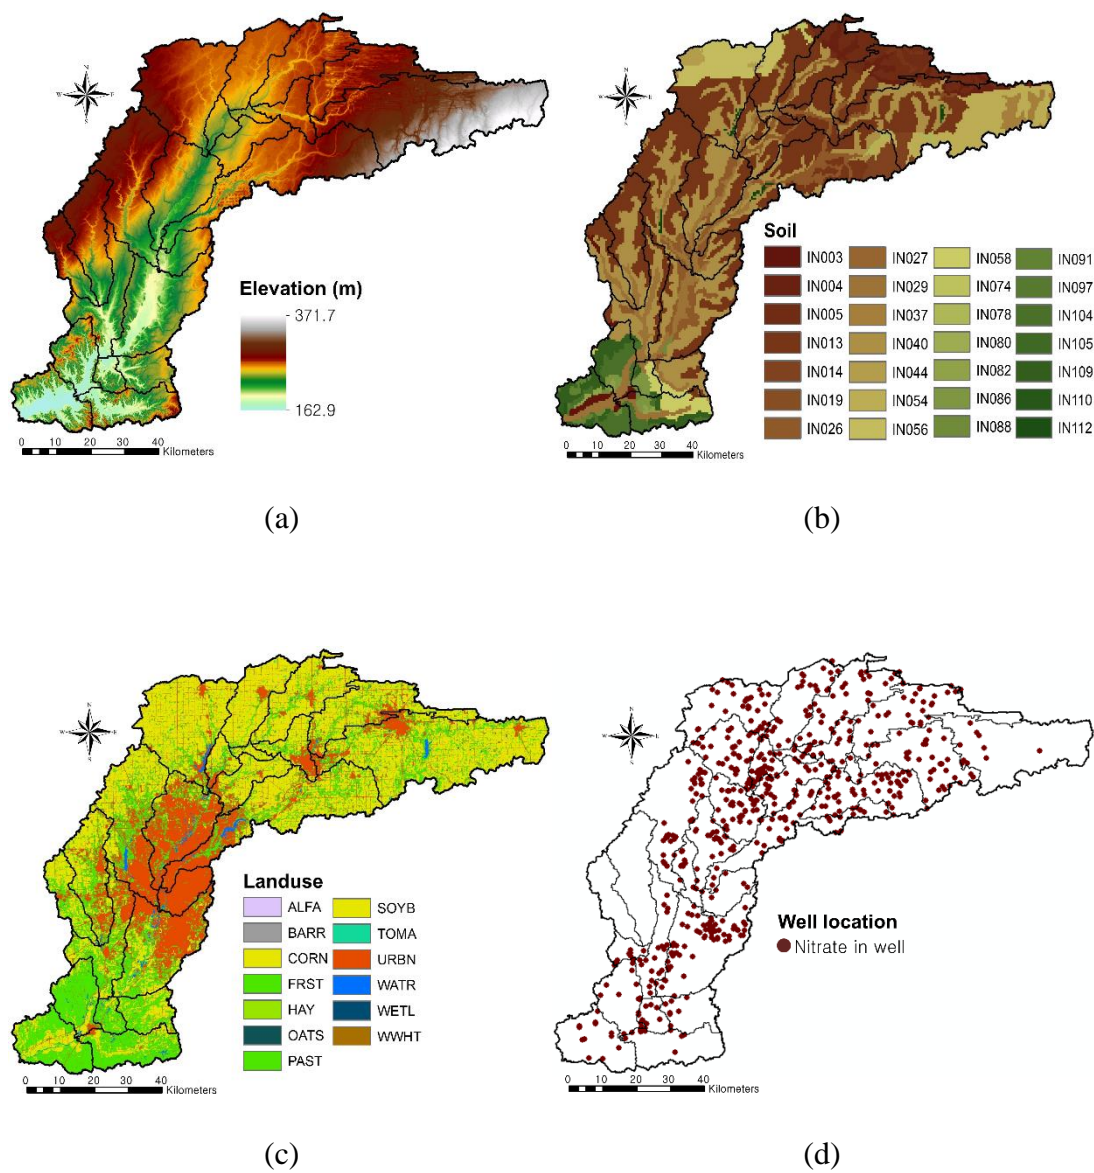 N
W E
S
Elevation (m)
371.7
162.9
0 10 20 30 40
Kilometers
(a)
N
W E
S
Soil
IN003 IN027 IN058 IN091
IN004 IN029 IN074 IN097
IN005 IN037 IN078 IN104
IN013 IN040 IN080 IN105
IN014 IN044 IN082 IN109
IN019 IN054 IN086 IN110
IN026 IN056 IN088 IN112
0 10 20 30 40
Kilometers
(b)
N
W E
S
Landuse
ALFA SOYB
BARR TOMA
CORN URBN
FRST WATR
HAY WETL
OATS WWHT
PAST
0 10 20 30 40
Kilometers
(c)
N
W E
S
Well location
Nitrate in well
0 10 20 30 40
Kilometers
(d)